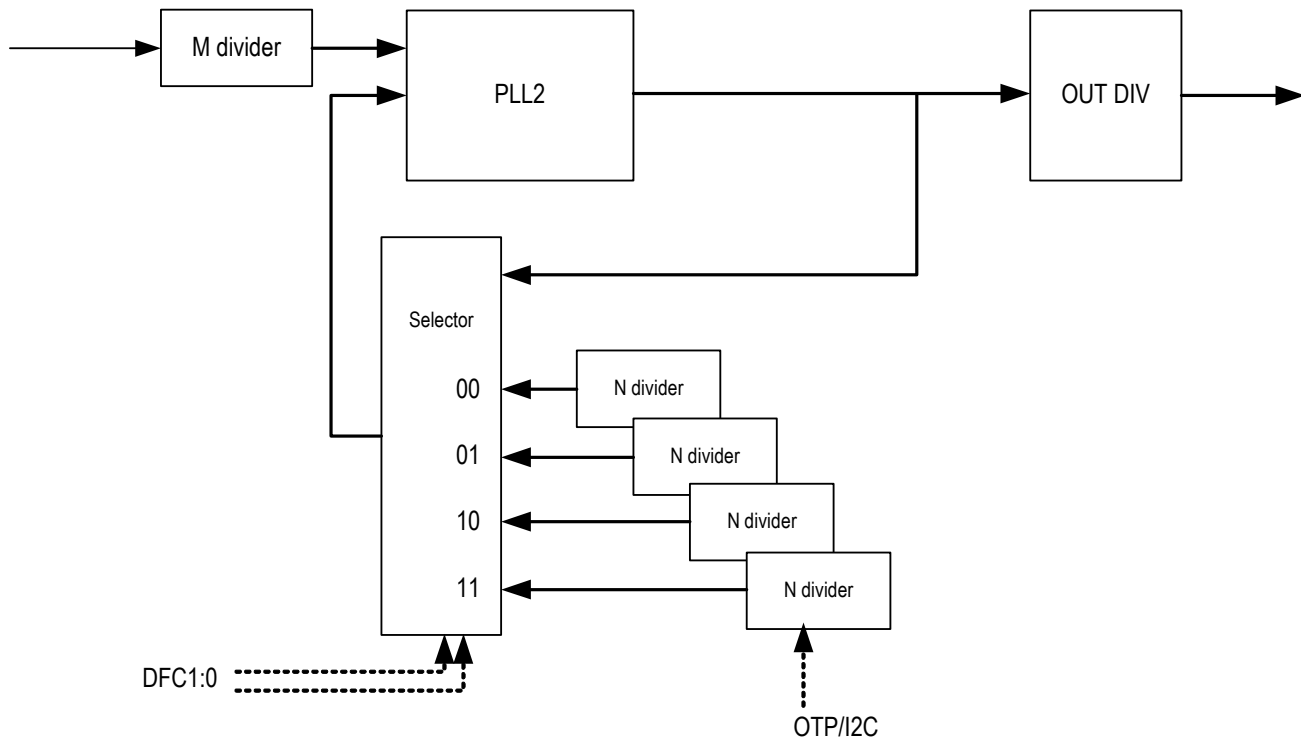 M divider
PLL2
OUT DIV
Selector
00
N divider
01
N divider
10
N divider
11
N divider
DFC1:0
OTP/I2C